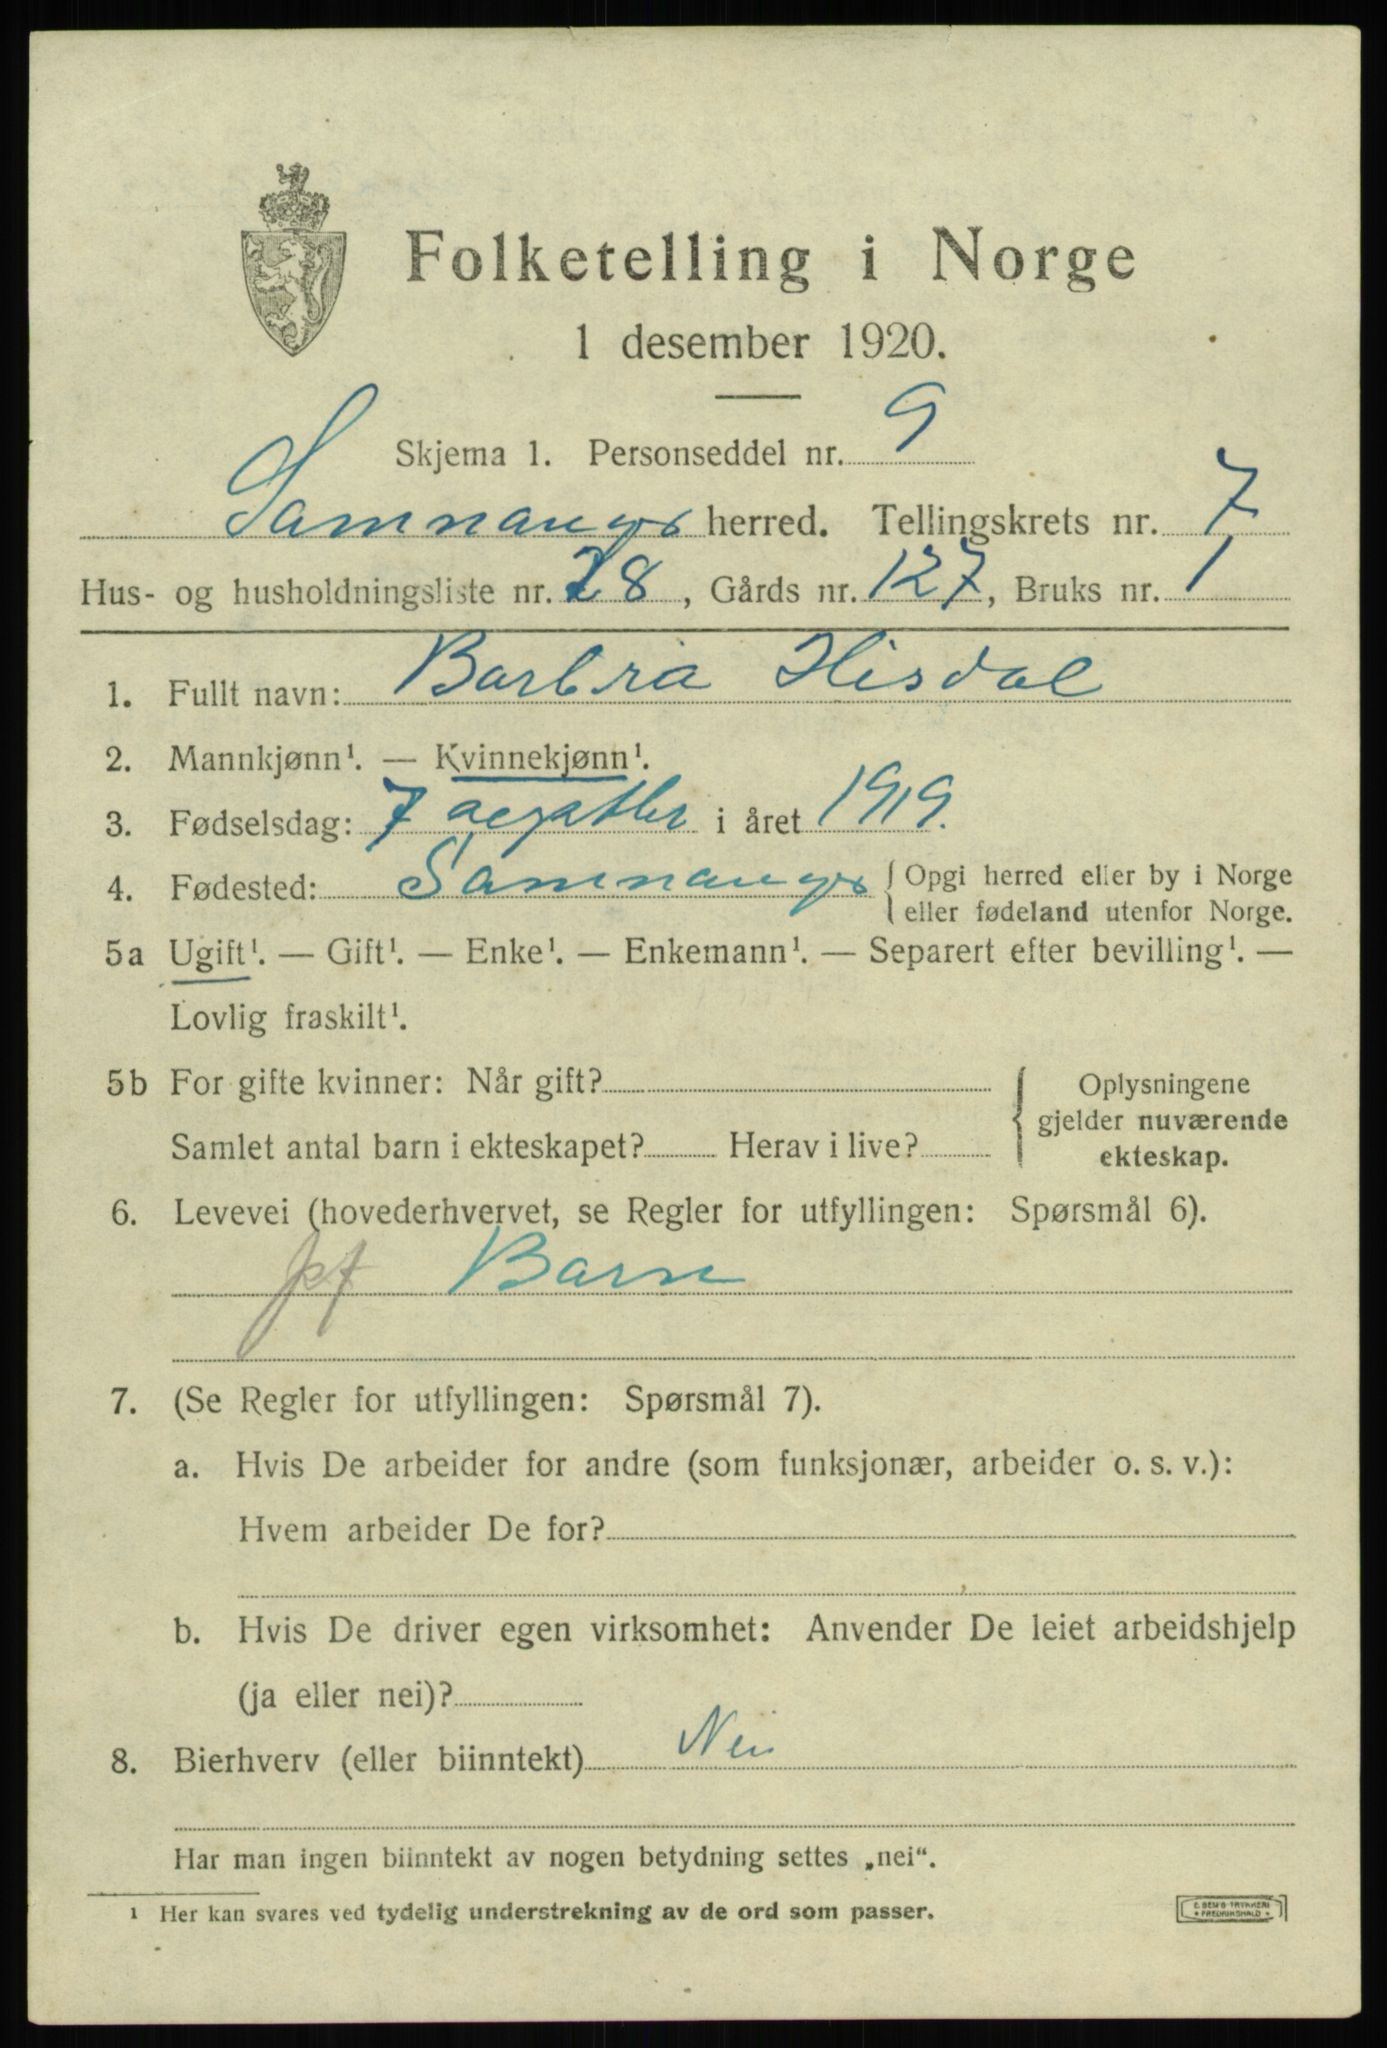 Folketelling i Norge
1 desember 1920.
Skjema 1. Personseddel nr. 9
Samnanger herred. Tellingskrets nr. 7
Hus- og husholdningsliste nr. 28, Gårds nr. 127, Bruks nr. 1
1. Fullt navn: Barbra Hisdal
2. Mannkjønn¹. — Kvinnekjønn¹.
3. Fødselsdag: 7 i året 1919.
4. Fødested: Samnanger { Opgi herred eller by i Norge
eller fødeland utenfor Norge.
5a Ugift¹. — Gift¹. — Enke¹. — Enkemann¹. — Separert efter bevilling¹. —
Lovlig fraskilt¹.
5b For gifte kvinner: Når gift? { Oplysningene
gjelder nuværende
Samlet antal barn i ekteskapet? Herav i live? ekteskap.
6. Levevei (hovederhvervet, se Regler for utfyllingen: Spørsmål 6).
Barn
7. (Se Regler for utfyllingen: Spørsmål 7).
a. Hvis De arbeider for andre (som funksjonær, arbeider o. s. v.):
Hvem arbeider De for?
b. Hvis De driver egen virksomhet: Anvender De leiet arbeidshjelp
(ja eller nei)?
8. Bierhverv (eller biinntekt) Nei
Har man ingen biinntekt av nogen betydning settes „nei“.
¹ Her kan svares ved tydelig understrekning av de ord som passer.